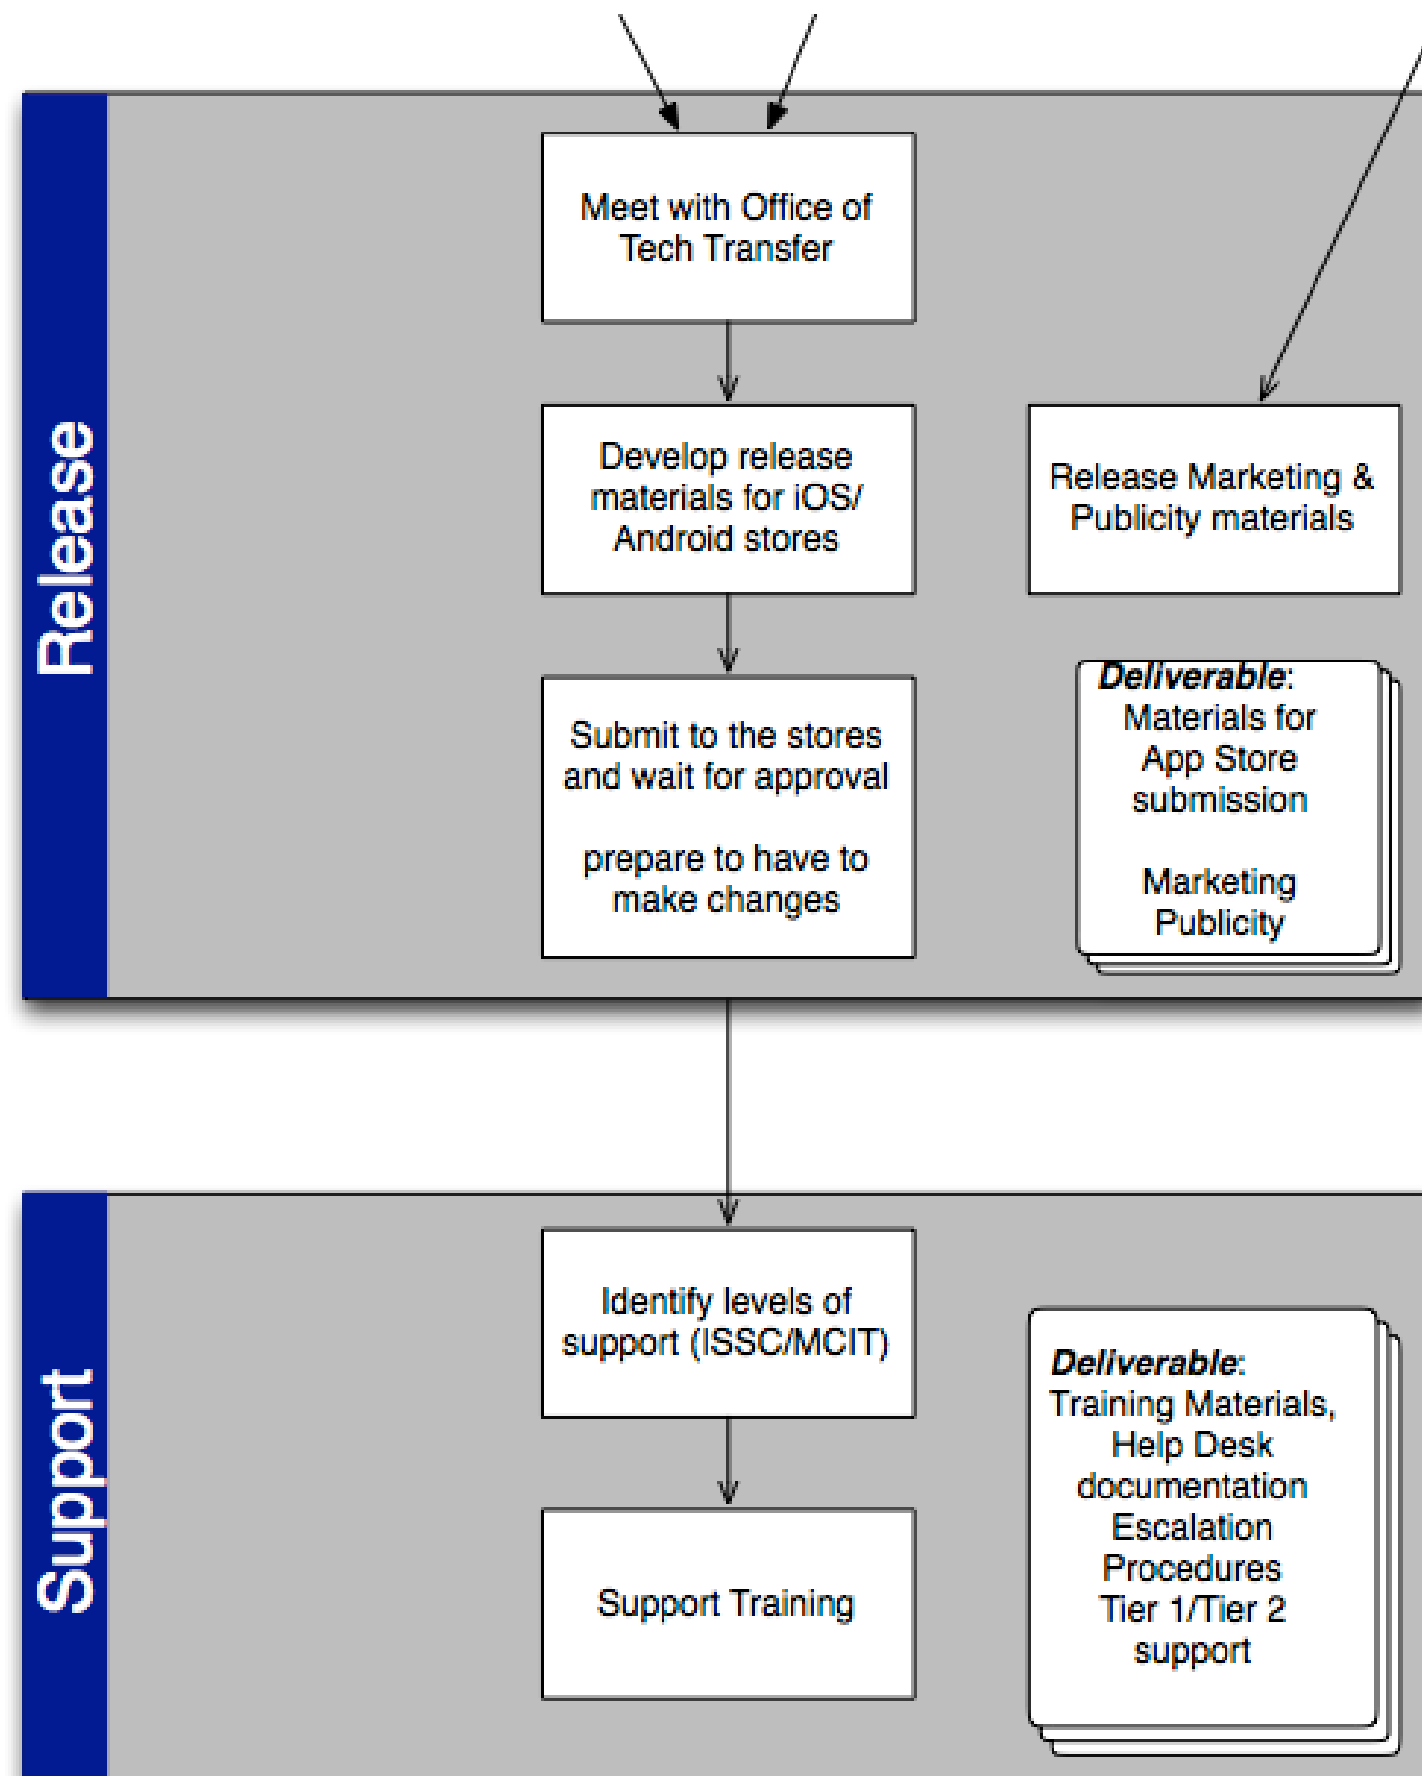 Release
Meet with Office of
Tech Transfer
Develop release
materials for iOS/
Android stores
Release Marketing &
Publicity materials
Submit to the stores
and wait for approval
prepare to have to
make changes
Deliverable:
Materials for
App Store
submission
Marketing
Publicity
Support
Identify levels of
support (ISSC/MCIT)
Support Training
Deliverable:
Training Materials,
Help Desk
documentation
Escalation
Procedures
Tier 1/Tier 2
support